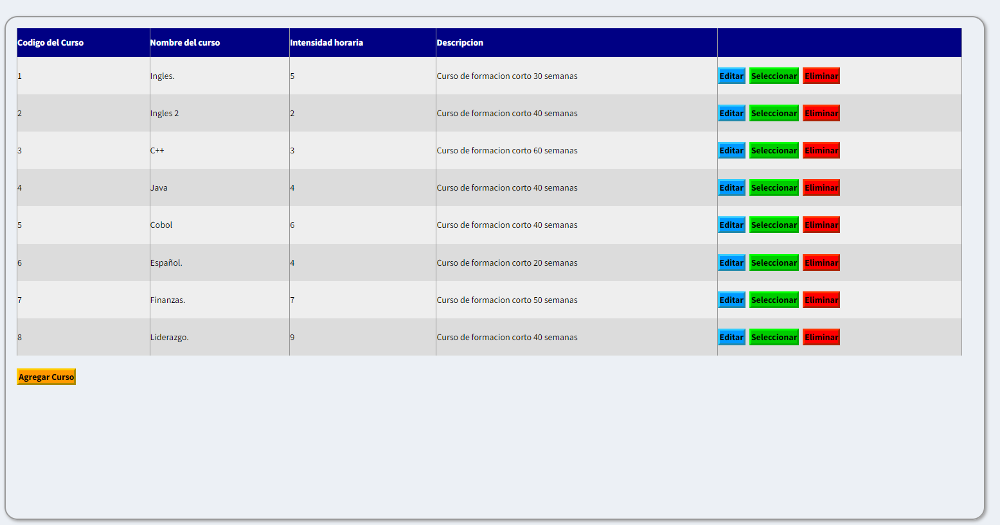 Codigo del Curso Nombre del curso Intensidad horaria Descripcion
1 Ingles. 5 Curso de formacion corto 30 semanas Editar Seleccionar Eliminar
2 Ingles 2 2 Curso de formacion corto 40 semanas Editar Seleccionar Eliminar
3 C++ 3 Curso de formacion corto 60 semanas Editar Seleccionar Eliminar
4 Java 4 Curso de formacion corto 40 semanas Editar Seleccionar Eliminar
5 Cobol 6 Curso de formacion corto 40 semanas Editar Seleccionar Eliminar
6 Español. 4 Curso de formacion corto 20 semanas Editar Seleccionar Eliminar
7 Finanzas. 7 Curso de formacion corto 50 semanas Editar Seleccionar Eliminar
8 Liderazgo. 9 Curso de formacion corto 40 semanas Editar Seleccionar Eliminar
Agregar Curso